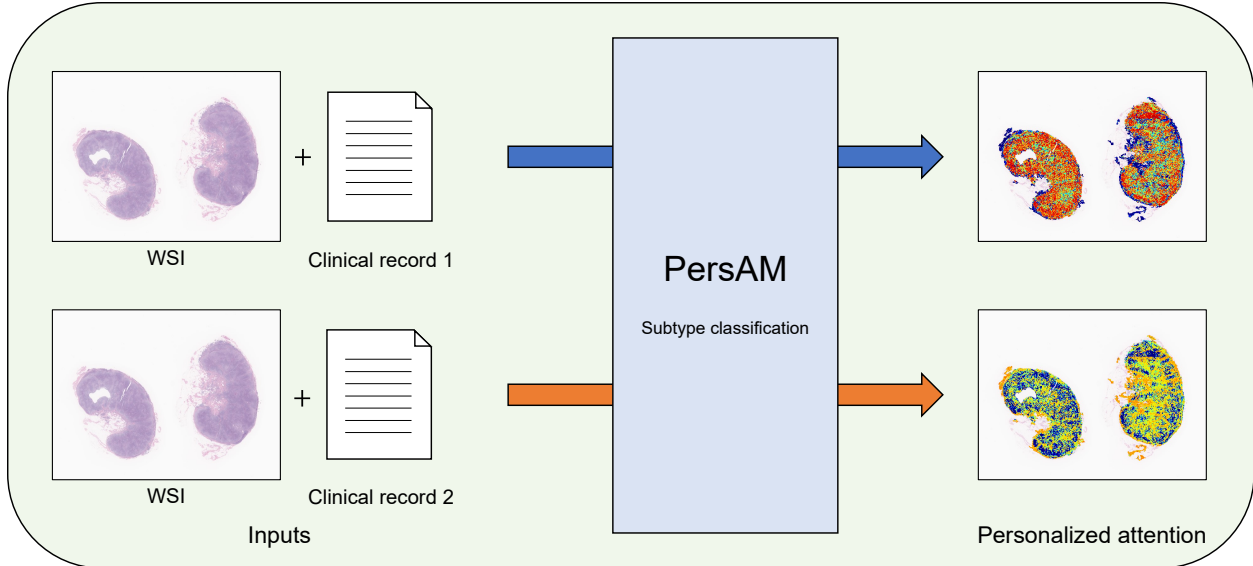 WSI
+
Clinical record 1
PersAM
Subtype classification
WSI
+
Clinical record 2
Inputs
Personalized attention